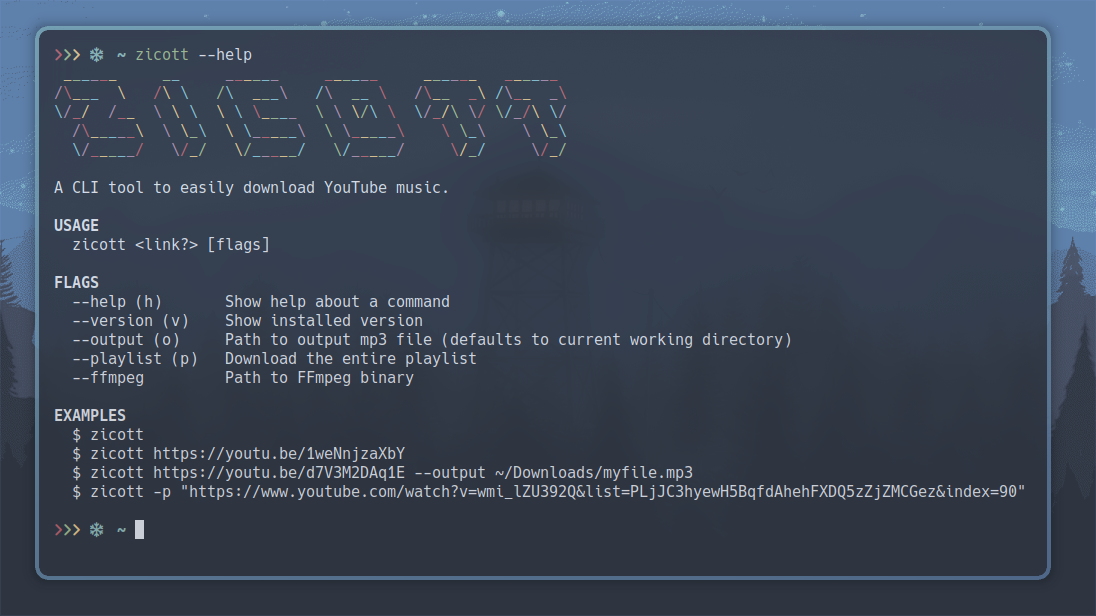 ❯❯❯ ❄ ~ zicott --help
ZICOTT
A CLI tool to easily download YouTube music.
USAGE
zicott <link?> [flags]
FLAGS
--help (h) Show help about a command
--version (v) Show installed version
--output (o) Path to output mp3 file (defaults to current working directory)
--playlist (p) Download the entire playlist
--ffmpeg Path to FFmpeg binary
EXAMPLES
$ zicott
$ zicott https://youtu.be/1weNnjzaXbY
$ zicott https://youtu.be/d7V3M2DAq1E --output ~/Downloads/myfile.mp3
$ zicott -p "https://www.youtube.com/watch?v=wmi_lZU392Q&list=PLjJC3hyewH5BqfdAhehFXDQ5zZjZMCGez&index=90"
❯❯❯ ❄ ~